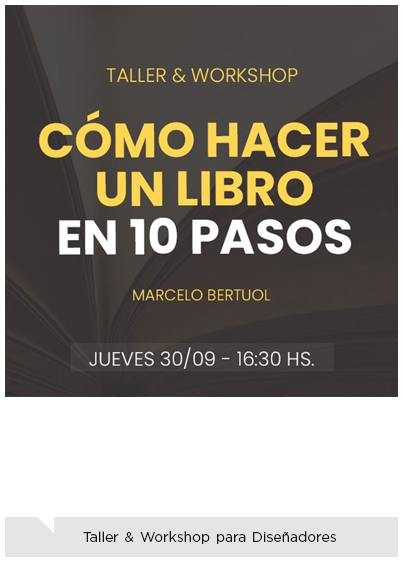 TALLER & WORKSHOP
CÓMO HACER
UN LIBRO
EN 10 PASOS
MARCELO BERTUOL
JUEVES 30/09 - 16:30 HS.
Taller & Workshop para Diseñadores